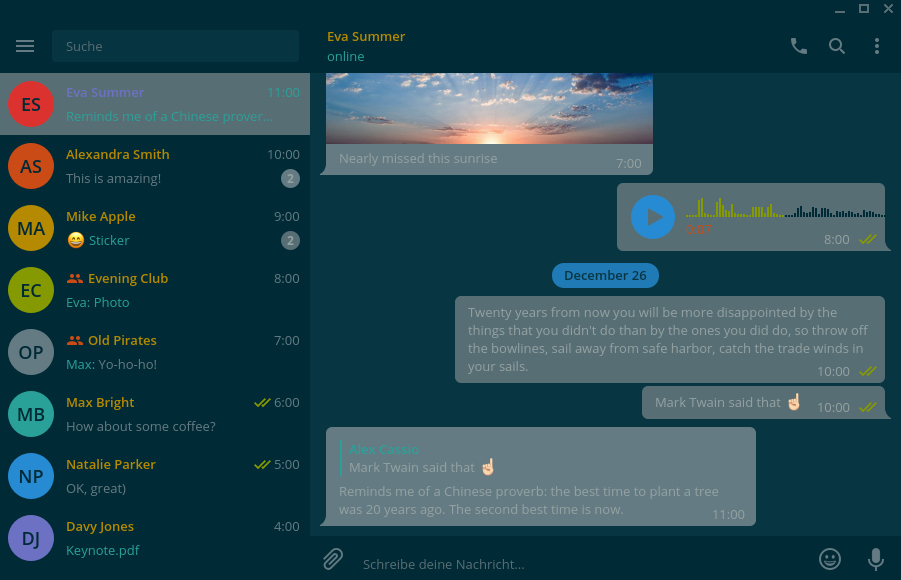 Suche
ES
Eva Summer 11:00
Reminds me of a Chinese prover...
AS
Alexandra Smith 10:00
This is amazing! 2
MA
Mike Apple 9:00
😄 Sticker 2
EC
Evening Club 8:00
Eva: Photo
OP
Old Pirates 7:00
Max: Yo-ho-ho!
MB
Max Bright 6:00
How about some coffee?
NP
Natalie Parker 5:00
OK, great)
DJ
Davy Jones 4:00
Keynote.pdf
Eva Summer
online
Nearly missed this sunrise 7:00
8:00
December 26
Twenty years from now you will be more disappointed by the
things that you didn't do than by the ones you did do, so throw off
the bowlines, sail away from safe harbor, catch the trade winds in
your sails. 10:00
Mark Twain said that ☝🏻 10:00
Alex Cassio
Mark Twain said that ☝🏻
Reminds me of a Chinese proverb: the best time to plant a tree
was 20 years ago. The second best time is now. 11:00
Schreibe deine Nachricht...